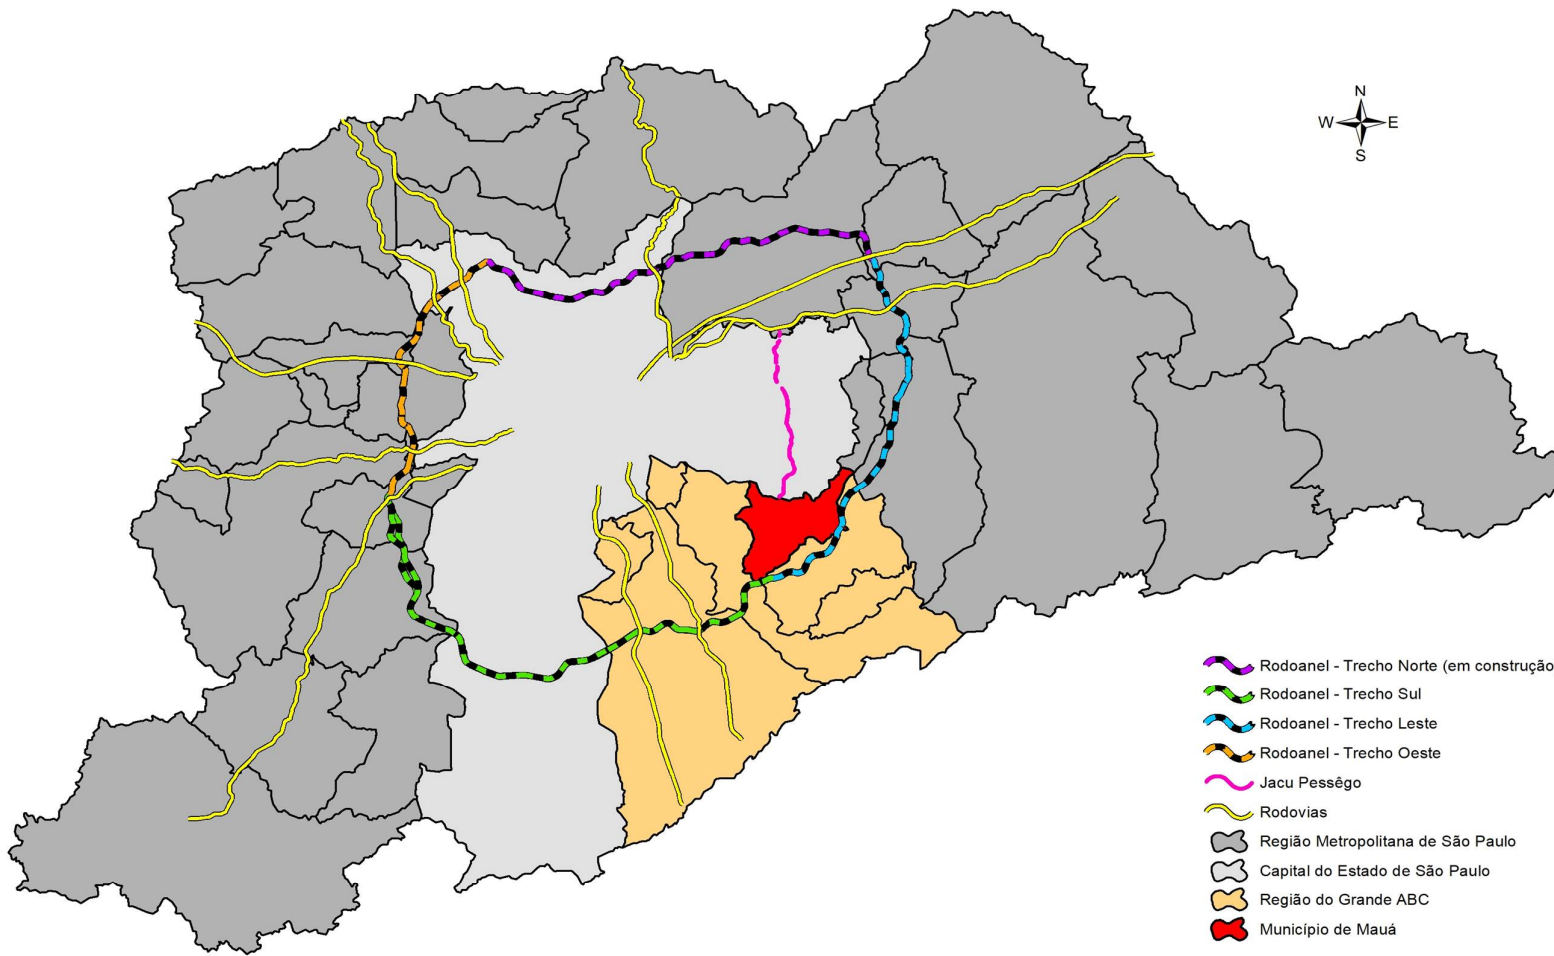 N
W E
S
Rodoanel - Trecho Norte (em construção
Rodoanel - Trecho Sul
Rodoanel - Trecho Leste
Rodoanel - Trecho Oeste
Jacu Pessêgo
Rodovias
Região Metropolitana de São Paulo
Capital do Estado de São Paulo
Região do Grande ABC
Município de Mauá